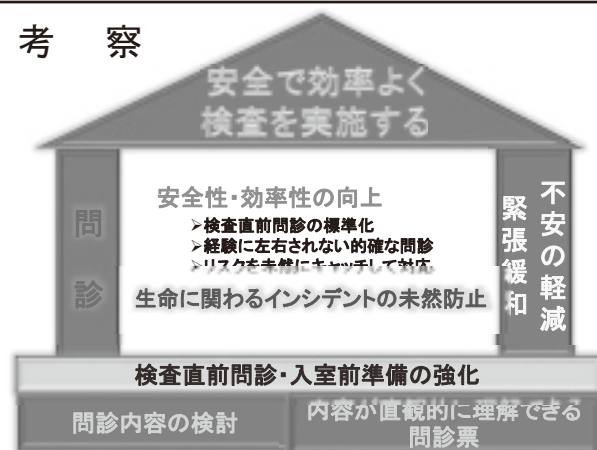 考 察
安全で効率よく
検査を実施する
問診
安全性・効率性の向上
➢検査直前問診の標準化
➢経験に左右されない的確な問診
➢リスクを未然にキャッチして対応
生命に関わるインシデントの未然防止
不安の軽減
緊張緩和
検査直前問診・入室前準備の強化
問診内容の検討
内容が直観的に理解できる
問診票